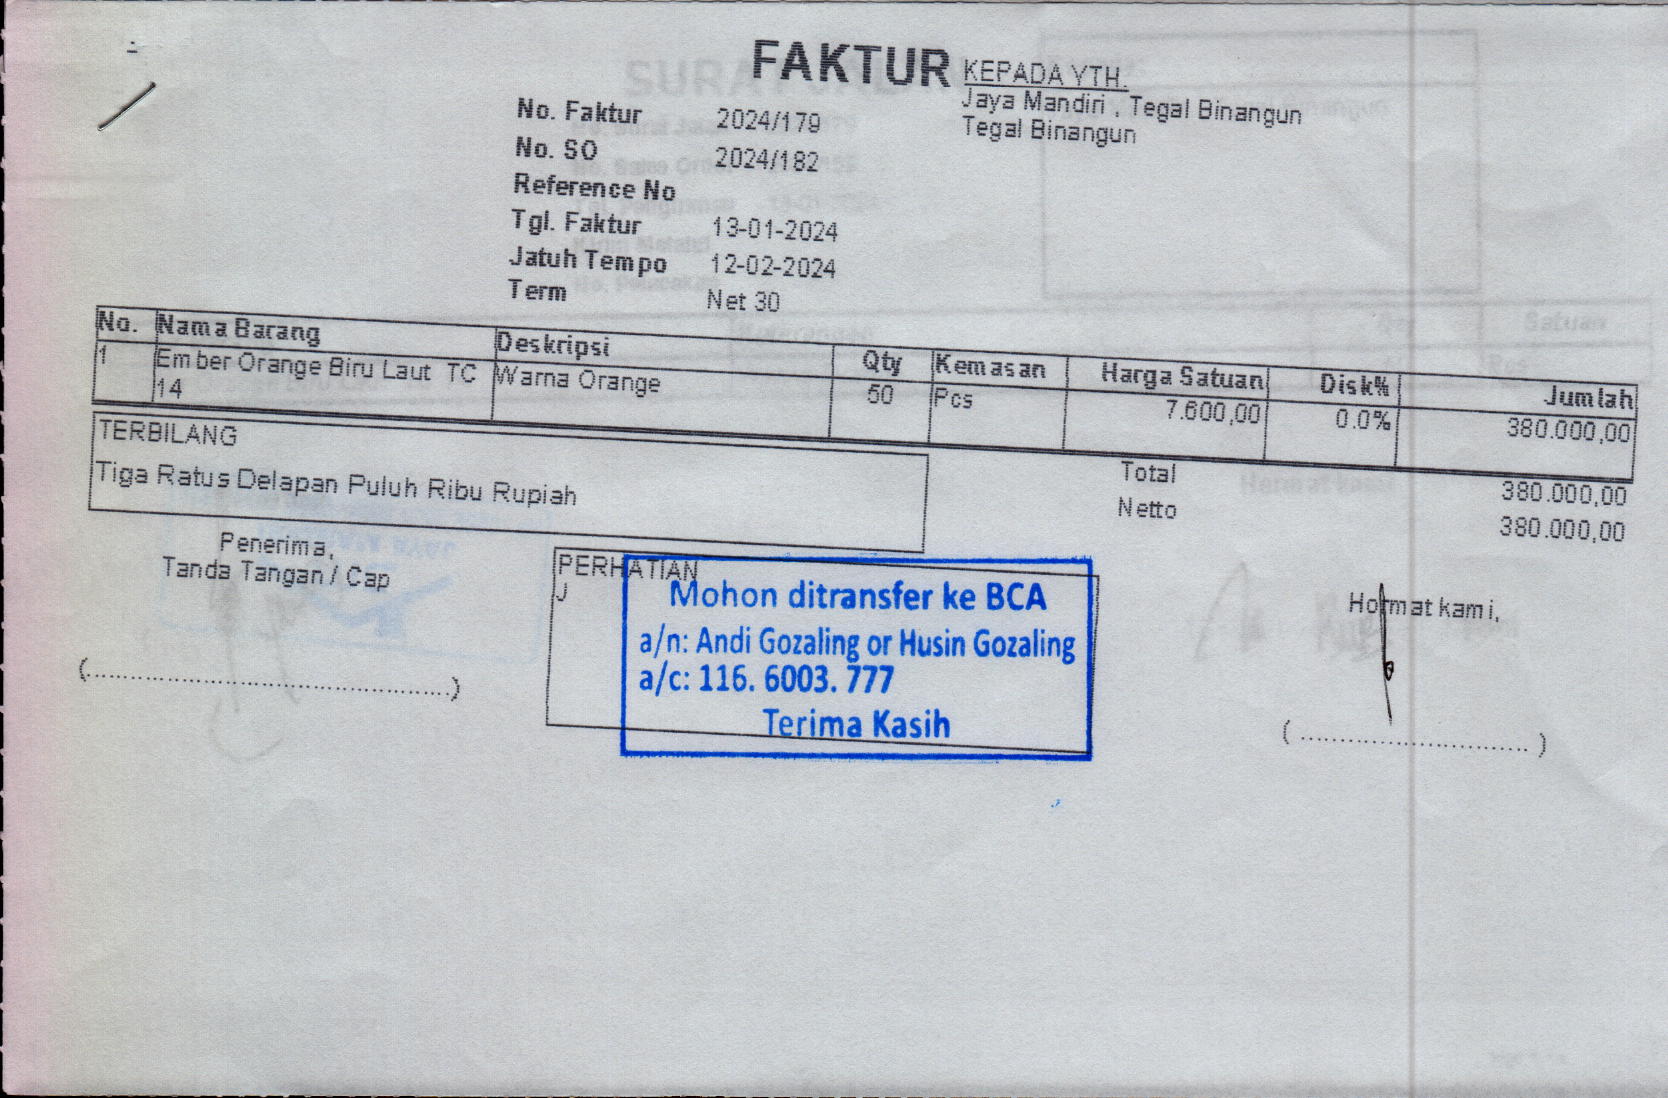 FAKTUR
KEPADA YTH.
Jaya Mandiri , Tegal Binangun
Tegal Binangun
No. Faktur 2024/179
No. SO 2024/182
Reference No
Tgl. Faktur 13-01-2024
Jatuh Tempo 12-02-2024
Term Net 30
No. Nama Barang Deskripsi Qty Kemasan Harga Satuan Disk% Jumlah
1 Ember Orange Biru Laut TC 14 Warna Orange 50 Pcs 7.600,00 0.0% 380.000,00
TERBILANG
Tiga Ratus Delapan Puluh Ribu Rupiah
Total 380.000,00
Netto 380.000,00
Penerima,
Tanda Tangan / Cap
(...............................................)
PERHATIAN
J
Mohon ditransfer ke BCA
a/n: Andi Gozaling or Husin Gozaling
a/c: 116. 6003. 777
Terima Kasih
Hormat kami,
(..............................)